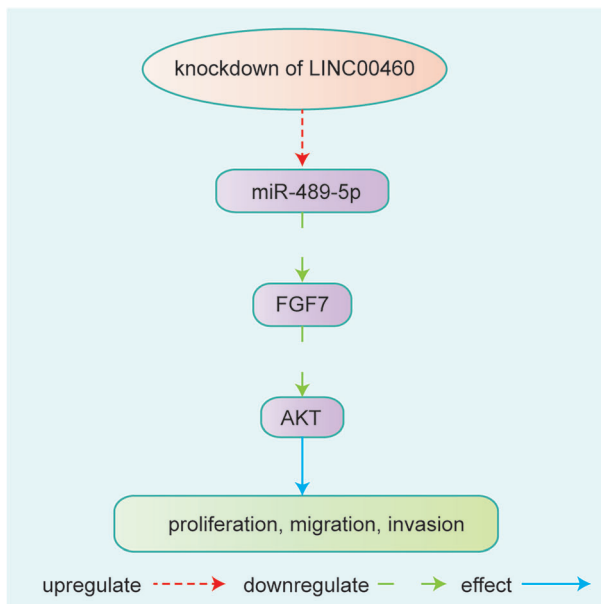 knockdown of LINC00460
miR-489-5p
FGF7
AKT
proliferation, migration, invasion
upregulate downregulate effect